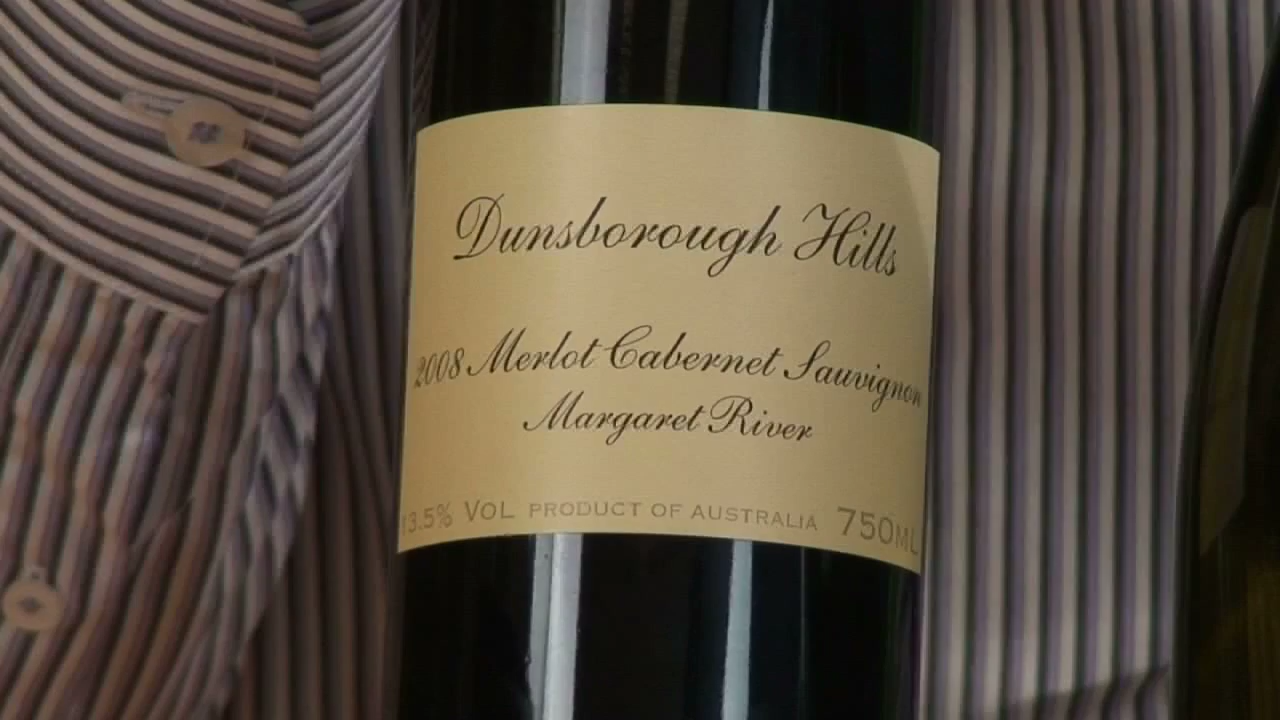 Dunsborough Hills
2008 Merlot Cabernet Sauvignon
Margaret River
13.5% VOL PRODUCT OF AUSTRALIA 750ML